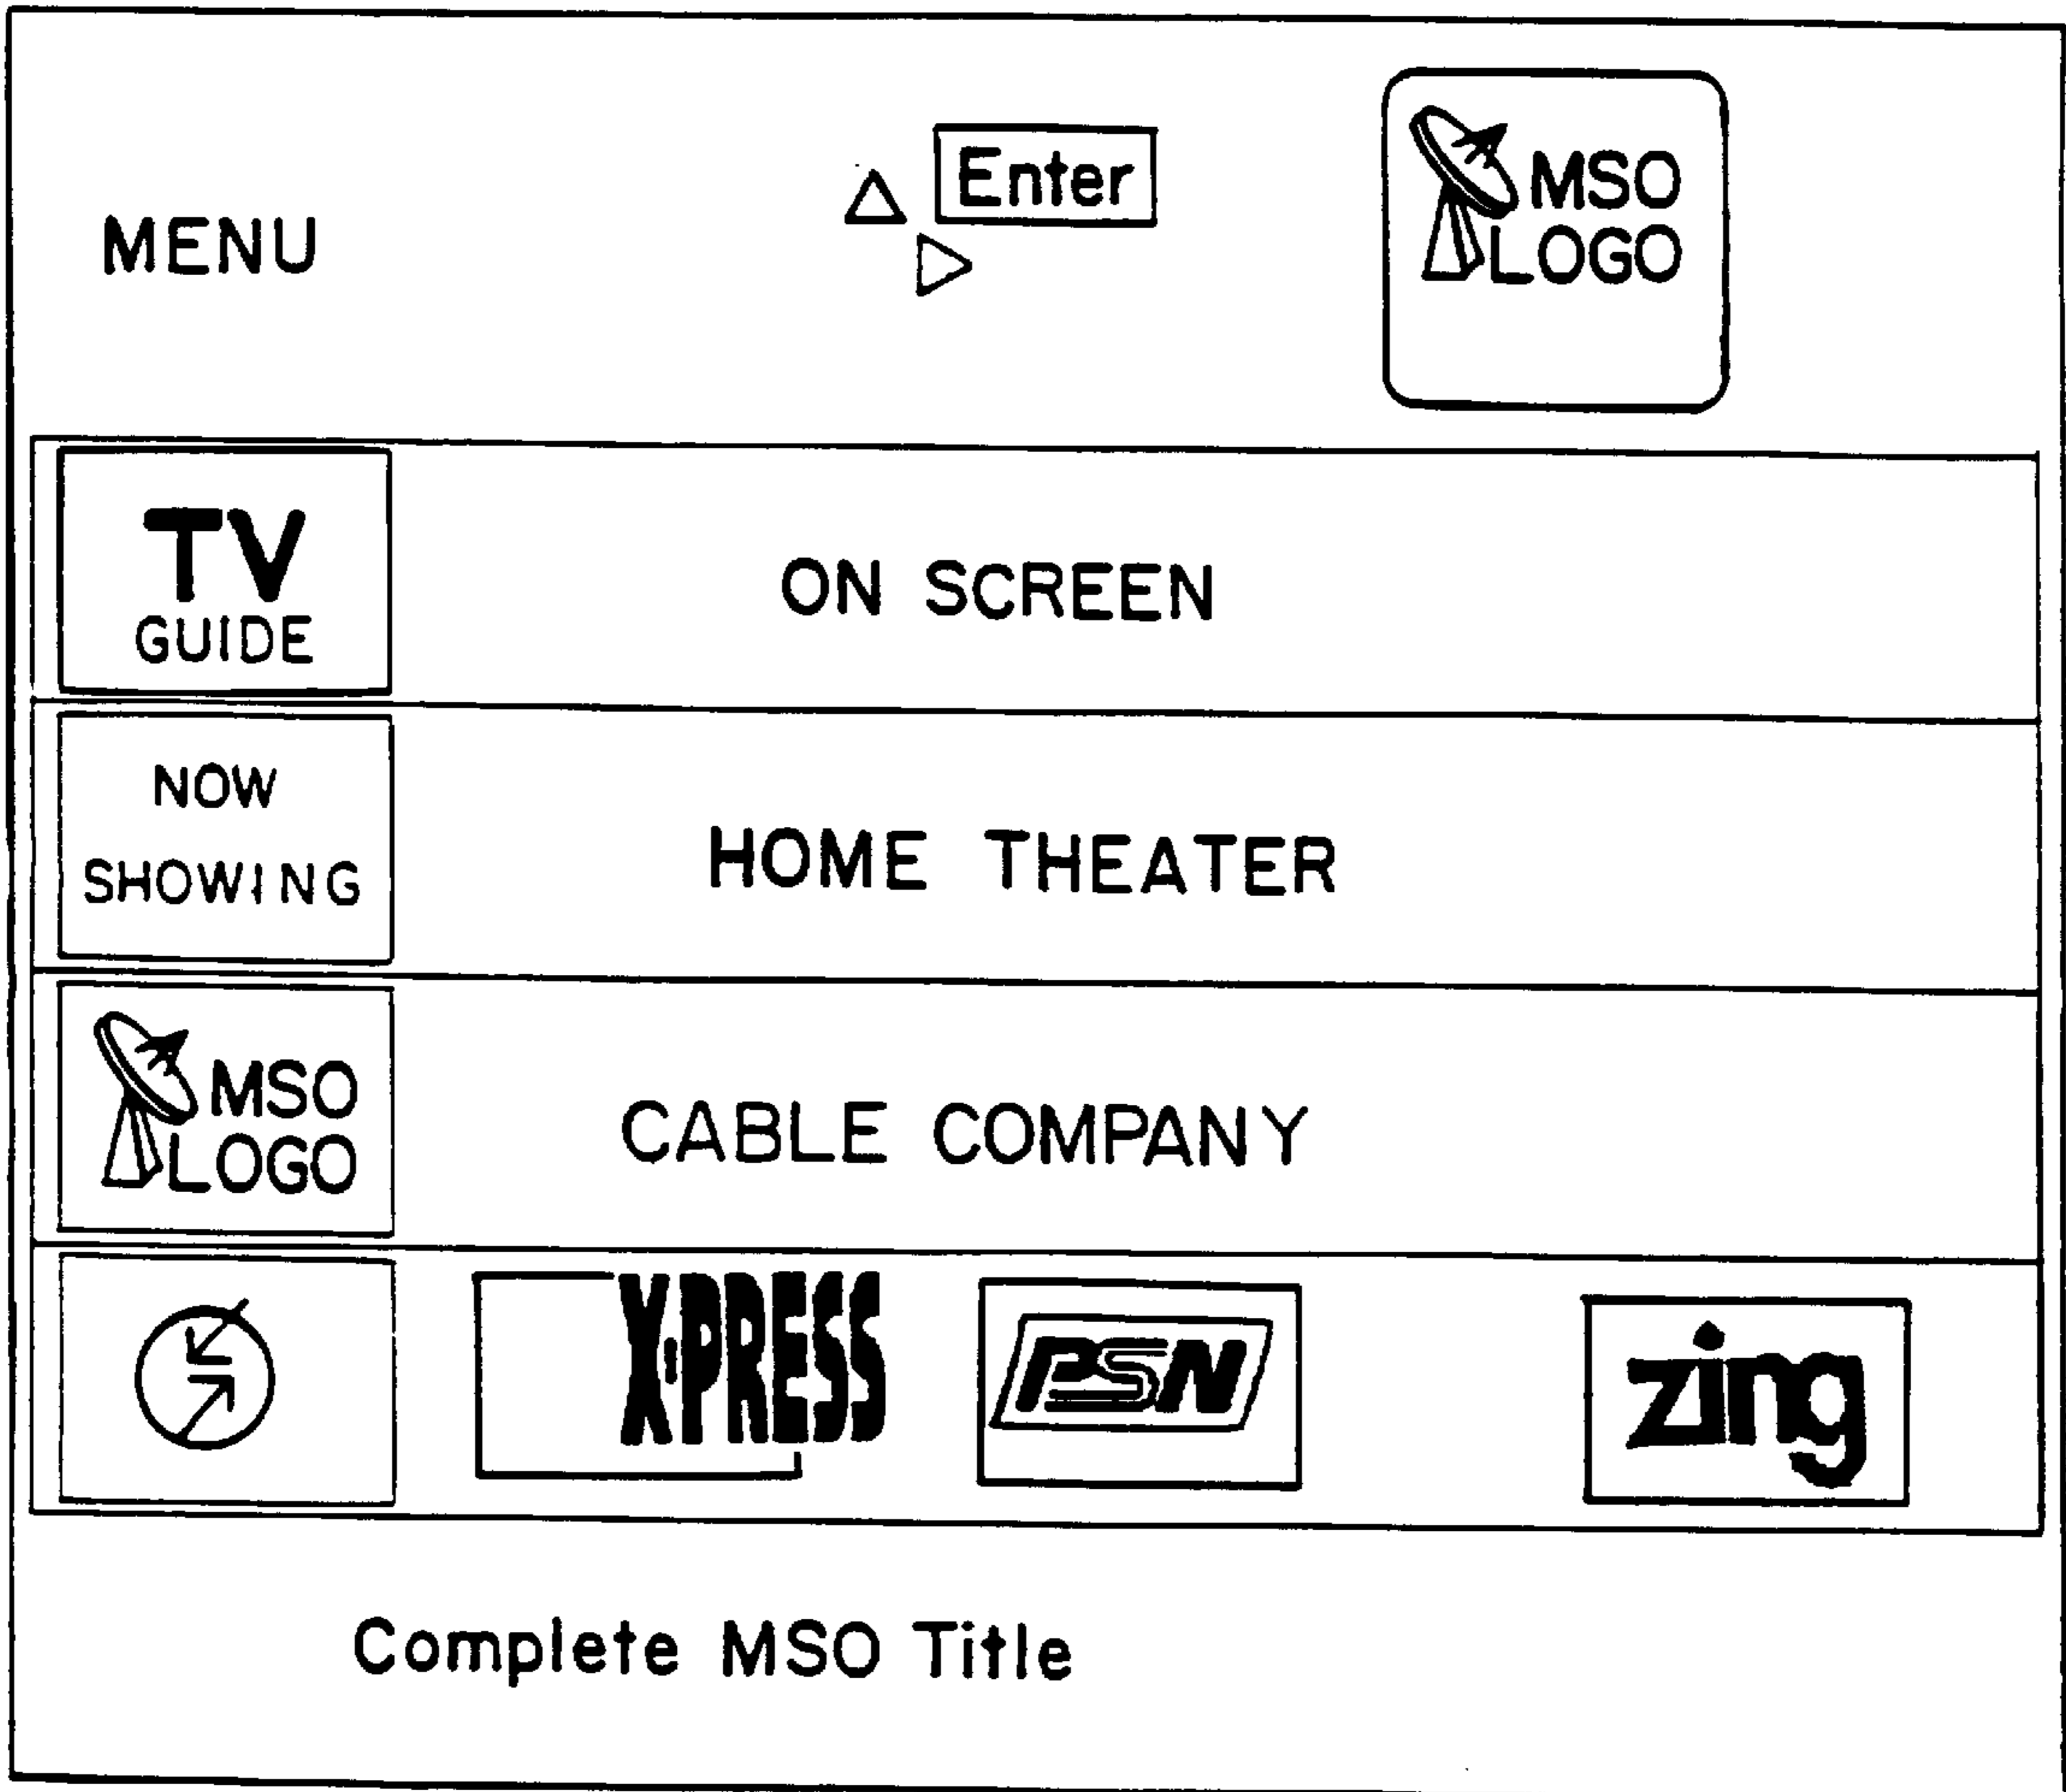 MENU
Enter
MSO
LOGO
TV
GUIDE
ON SCREEN
NOW
SHOWING
HOME THEATER
MSO
LOGO
CABLE COMPANY
X·PRESS
PSN
zing
Complete MSO Title